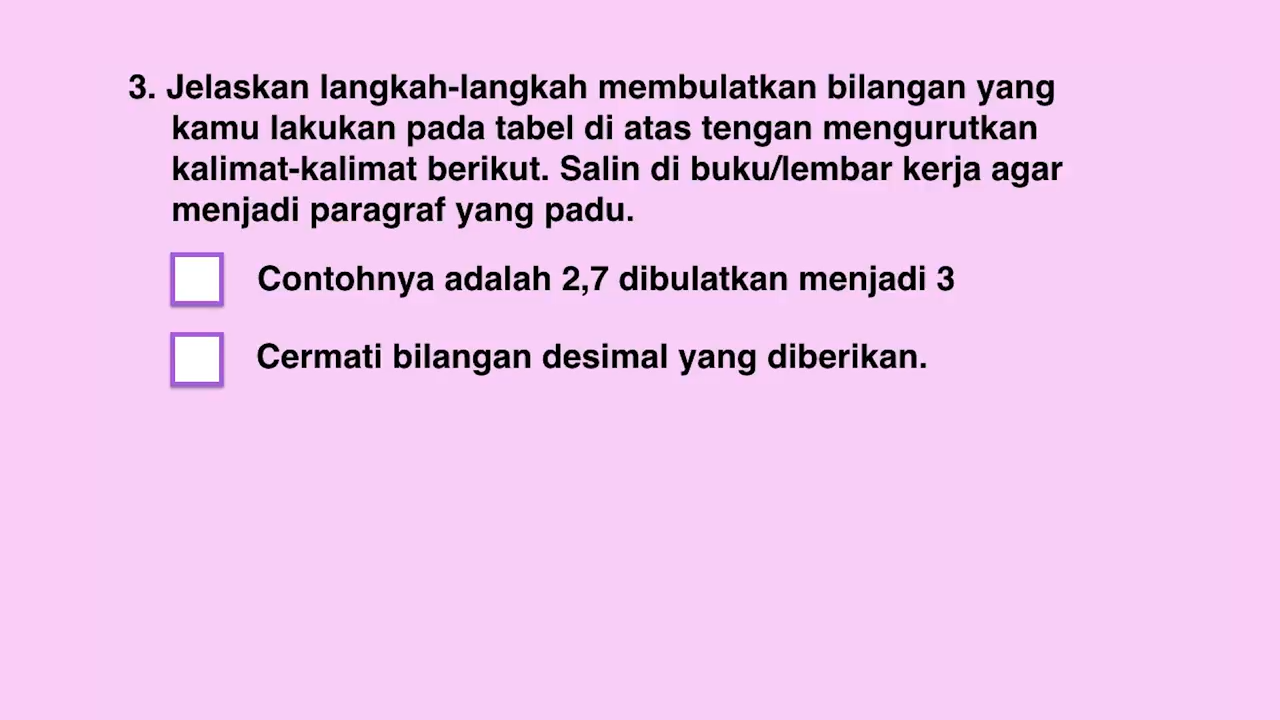 3. Jelaskan langkah-langkah membulatkan bilangan yang
kamu lakukan pada tabel di atas tengan mengurutkan
kalimat-kalimat berikut. Salin di buku/lembar kerja agar
menjadi paragraf yang padu.
Contohnya adalah 2,7 dibulatkan menjadi 3
Cermati bilangan desimal yang diberikan.